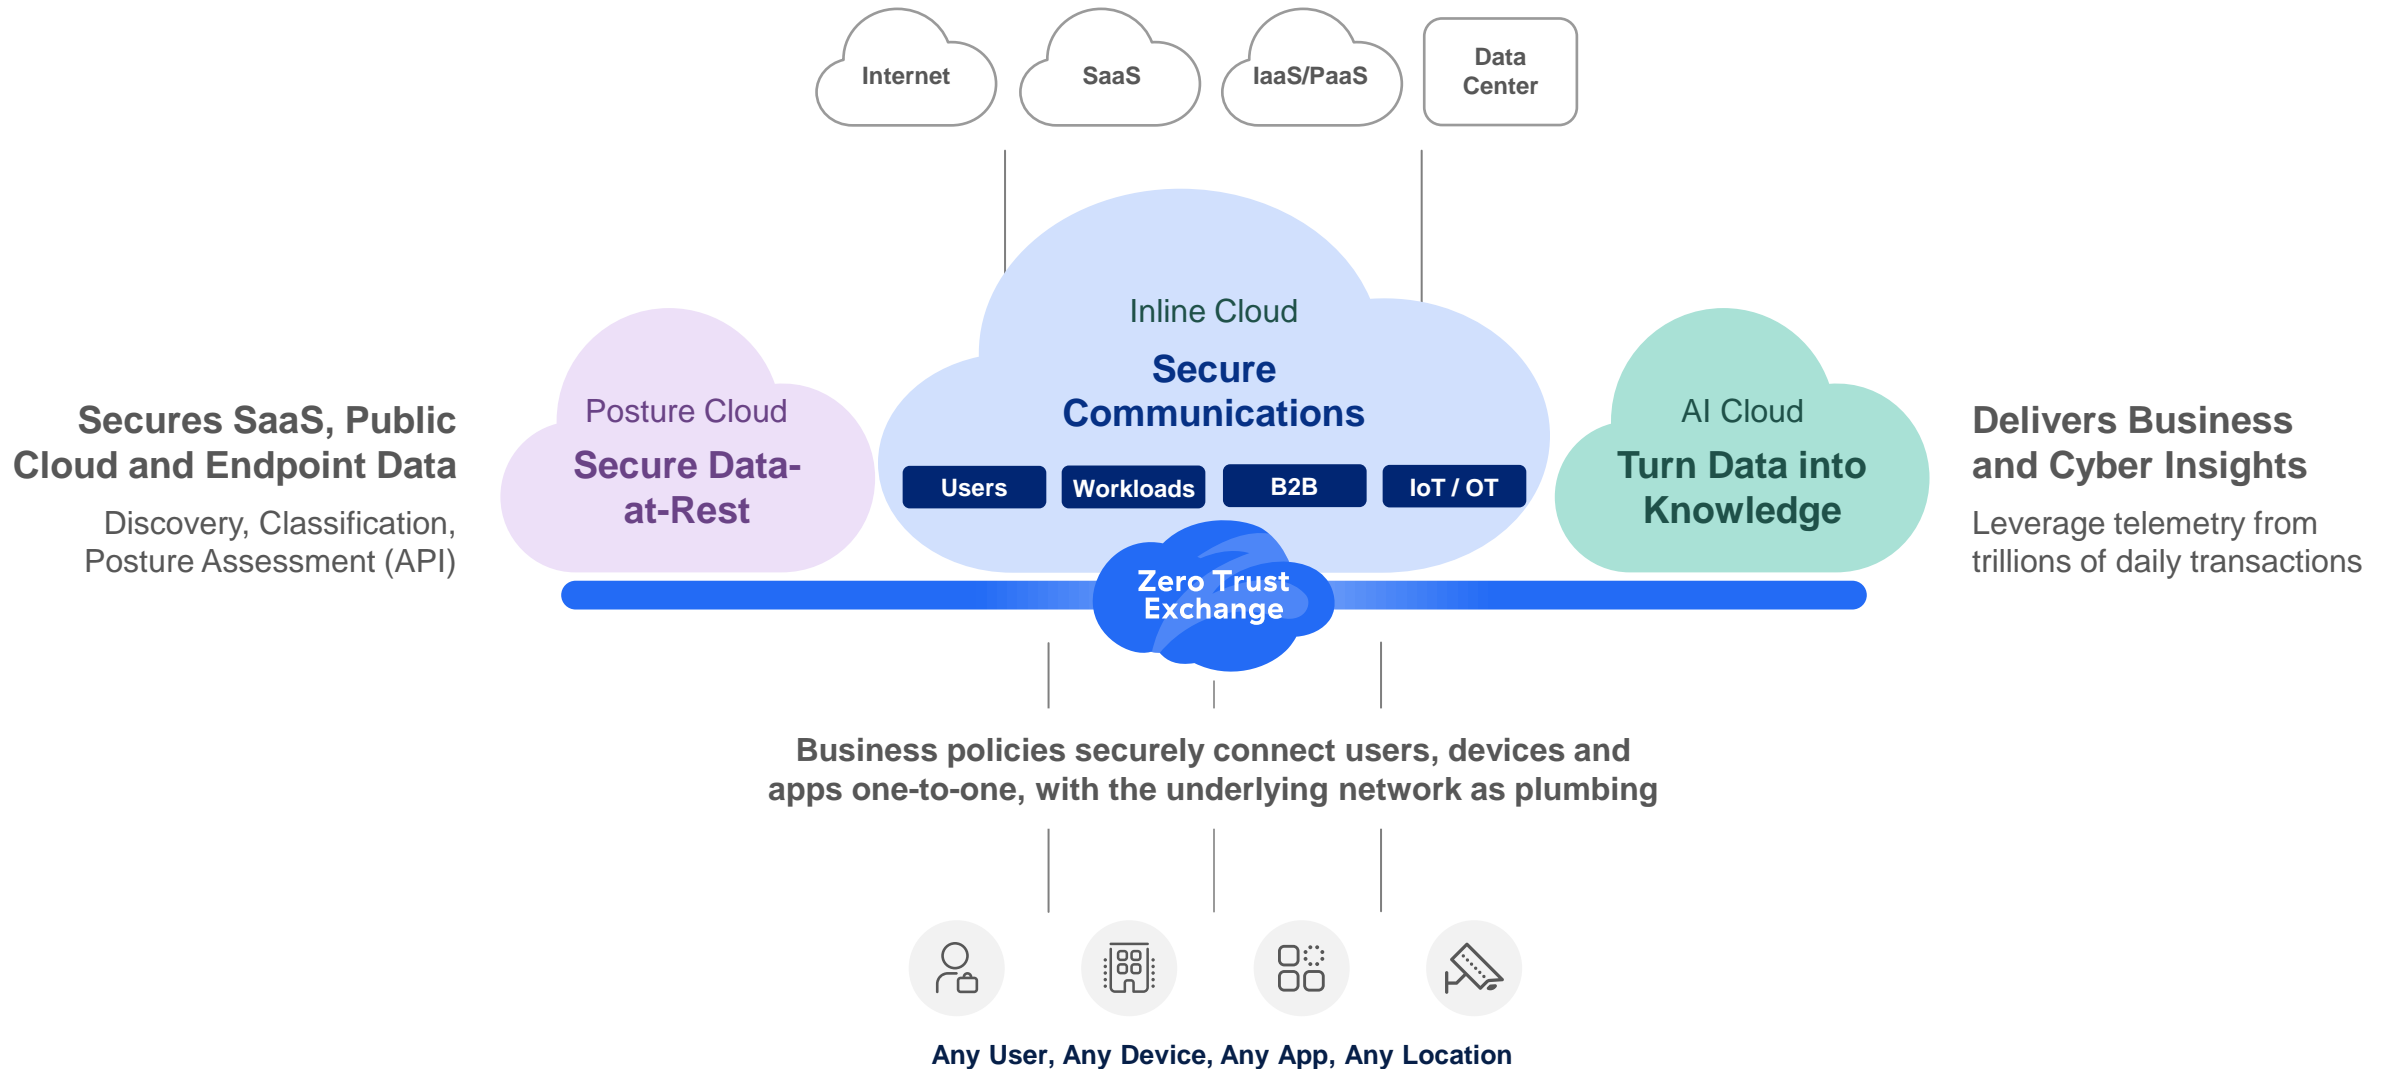 Internet
SaaS
IaaS/PaaS
Data
Center
Inline Cloud
Secure
Communications
Users
Workloads
B2B
IoT / OT
Posture Cloud
Secure Data-
at-Rest
AI Cloud
Turn Data into
Knowledge
Secures SaaS, Public
Cloud and Endpoint Data
Discovery, Classification,
Posture Assessment (API)
Delivers Business
and Cyber Insights
Leverage telemetry from
trillions of daily transactions
Zero Trust
Exchange
Business policies securely connect users, devices and
apps one-to-one, with the underlying network as plumbing
Any User, Any Device, Any App, Any Location